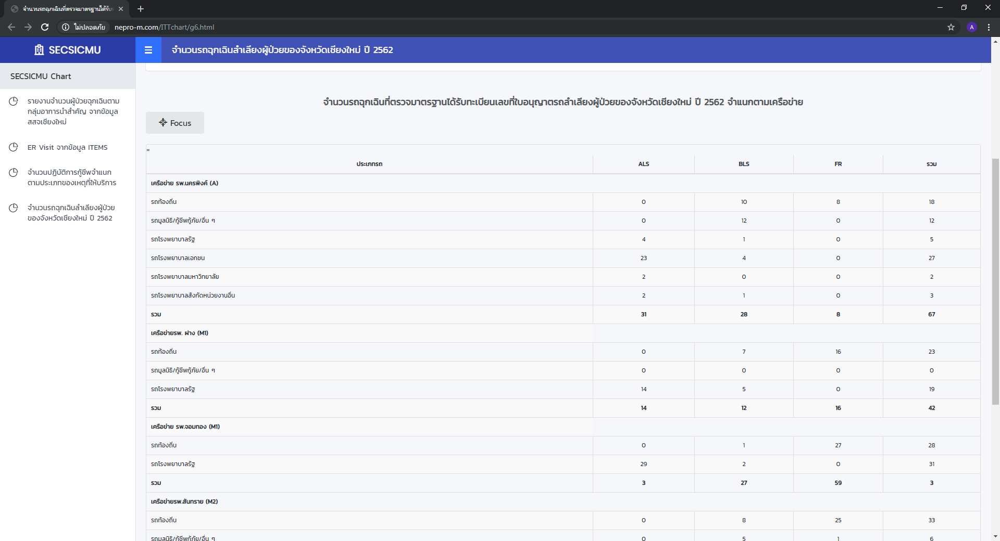 จำนวนรถฉุกเฉินที่ตรวจมาตรฐานได้รับ
ไม่ปลอดภัย nepro-m.com/ITTchart/g6.html A
SECSICMU
จำนวนรถฉุกเฉินลำเลียงผู้ป่วยของจังหวัดเชียงใหม่ ปี 2562
SECSICMU Chart
รายงานจำนวนผู้ป่วยฉุกเฉินตาม
กลุ่มอาการนำสำคัญ จากข้อมูล
สสจเชียงใหม่
ER Visit จากข้อมูล ITEMS
จำนวนปฏิบัติการกู้ชีพจำแนก
ตามประเภทของเหตุที่ให้บริการ
จำนวนรถฉุกเฉินลำเลียงผู้ป่วย
ของจังหวัดเชียงใหม่ ปี 2562
จำนวนรถฉุกเฉินที่ตรวจมาตรฐานได้รับทะเบียนเลขที่ใบอนุญาตรถลำเลียงผู้ป่วยของจังหวัดเชียงใหม่ ปี 2562 จำแนกตามเครือข่าย
Focus
=
ประเภทรถ ALS BLS FR รวม
เครือข่าย รพ.นครพิงค์ (A)
รถท้องถิ่น 0 10 8 18
รถมูลนิธิ/กู้ชีพกู้ภัย/อื่น ๆ 0 12 0 12
รถโรงพยาบาลรัฐ 4 1 0 5
รถโรงพยาบาลเอกชน 23 4 0 27
รถโรงพยาบาลมหาวิทยาลัย 2 0 0 2
รถโรงพยาบาลสังกัดหน่วยงานอื่น 2 1 0 3
รวม 31 28 8 67
เครือข่ายรพ. ฝาง (M1)
รถท้องถิ่น 0 7 16 23
รถมูลนิธิ/กู้ชีพกู้ภัย/อื่น ๆ 0 0 0 0
รถโรงพยาบาลรัฐ 14 5 0 19
รวม 14 12 16 42
เครือข่าย รพ.จอมทอง (M1)
รถท้องถิ่น 0 1 27 28
รถโรงพยาบาลรัฐ 29 2 0 31
รวม 3 27 59 3
เครือข่ายรพ.สันทราย (M2)
รถท้องถิ่น 0 8 25 33
รถมูลนิธิ/กู้ชีพกู้ภัย/อื่น ๆ 0 5 1 6